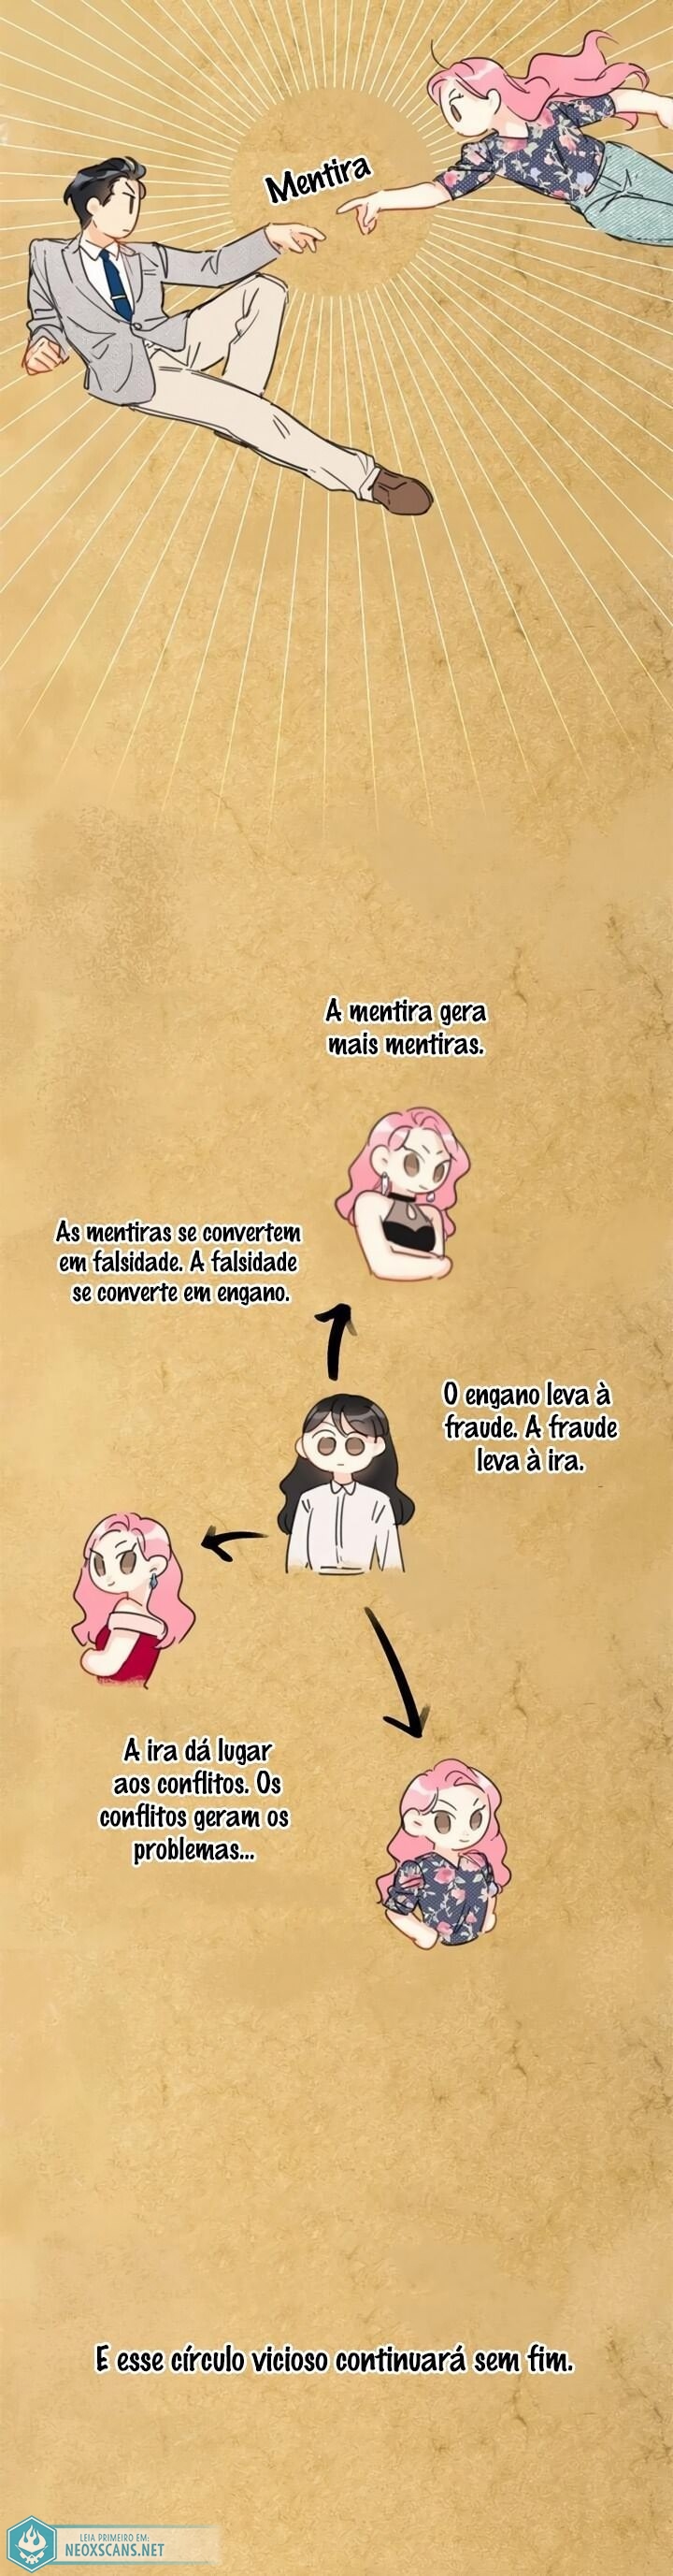 Mentira
A mentira gera
mais mentiras.
As mentiras se convertem
em falsidade. A falsidade
se converte em engano.
O engano leva à
fraude. A fraude
leva à ira.
A ira dá lugar
aos conflitos. Os
conflitos geram os
problemas...
E esse círculo vicioso continuará sem fim.
LEIA PRIMEIRO EM:
NEOXSCANS.NET